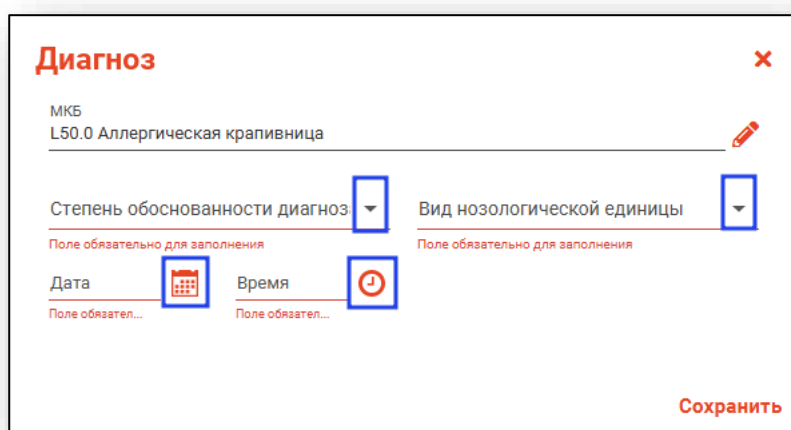 Диагноз
МКБ
L50.0 Аллергическая крапивница
Степень обоснованности диагноз
Вид нозологической единицы
Поле обязательно для заполнения
Поле обязательно для заполнения
Дата
Время
Поле обязател...
Поле обязател...
Сохранить